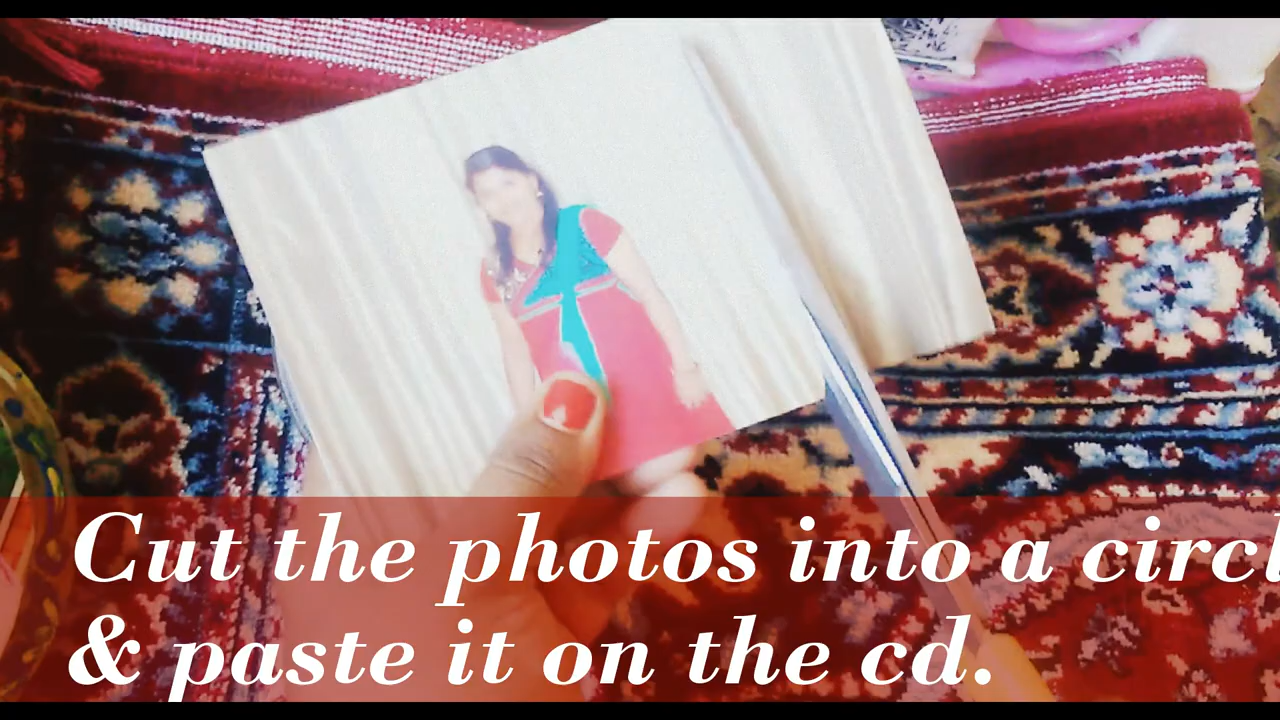 Cut the photos into a circl
& paste it on the cd.